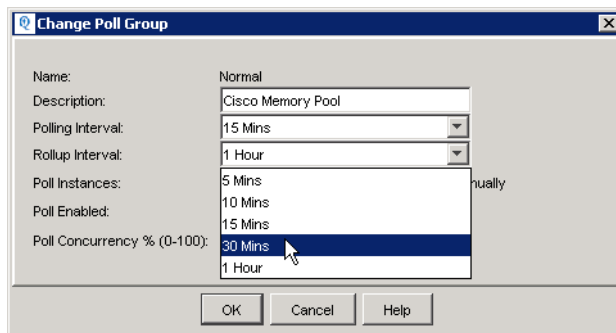 Change Poll Group
Name: Normal
Description: Cisco Memory Pool
Polling Interval: 15 Mins
Rollup Interval: 1 Hour
Poll Instances: 5 Mins nually
10 Mins
Poll Enabled: 15 Mins
Poll Concurrency % (0-100): 30 Mins
1 Hour
OK Cancel Help